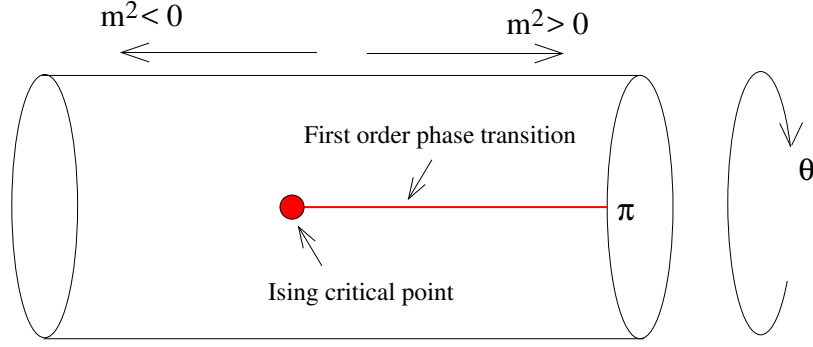 m² < 0
m² > 0
First order phase transition
θ
π
Ising critical point